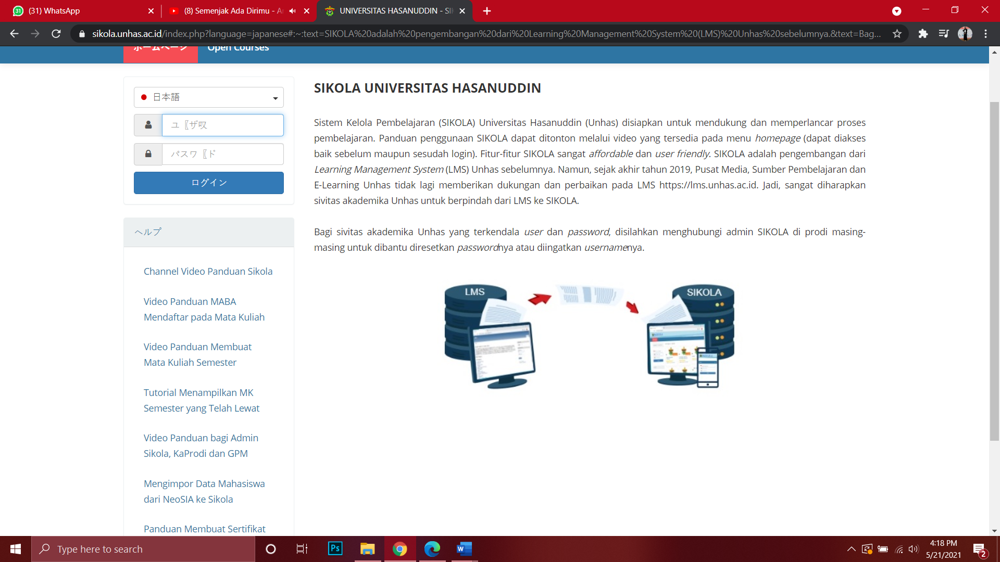 (31) WhatsApp
(8) Semenjak Ada Dirimu - A
UNIVERSITAS HASANUDDIN - SI
sikola.unhas.ac.id/index.php?language=japanese#:~:text=SIKOLA%20adalah%20pengembangan%20dari%20Learning%20Management%20System%20(LMS)%20Unhas%20sebelumnya.&text=Bag...
ホームページ
Open Courses
日本語
ユ〖ザ叹
パスワ〖ド
ログイン
ヘルプ
Channel Video Panduan Sikola
Video Panduan MABA
Mendaftar pada Mata Kuliah
Video Panduan Membuat
Mata Kuliah Semester
Tutorial Menampilkan MK
Semester yang Telah Lewat
Video Panduan bagi Admin
Sikola, KaProdi dan GPM
Mengimpor Data Mahasiswa
dari NeoSIA ke Sikola
Panduan Membuat Sertifikat
SIKOLA UNIVERSITAS HASANUDDIN
Sistem Kelola Pembelajaran (SIKOLA) Universitas Hasanuddin (Unhas) disiapkan untuk mendukung dan memperlancar proses
pembelajaran. Panduan penggunaan SIKOLA dapat ditonton melalui video yang tersedia pada menu homepage (dapat diakses
baik sebelum maupun sesudah login). Fitur-fitur SIKOLA sangat affordable dan user friendly. SIKOLA adalah pengembangan dari
Learning Management System (LMS) Unhas sebelumnya. Namun, sejak akhir tahun 2019, Pusat Media, Sumber Pembelajaran dan
E-Learning Unhas tidak lagi memberikan dukungan dan perbaikan pada LMS https://lms.unhas.ac.id. Jadi, sangat diharapkan
sivitas akademika Unhas untuk berpindah dari LMS ke SIKOLA.
Bagi sivitas akademika Unhas yang terkendala user dan password, disilahkan menghubungi admin SIKOLA di prodi masing-
masing untuk dibantu diresetkan passwordnya atau diingatkan usernamenya.
LMS
SIKOLA
Type here to search
Ps
W
4:18 PM
5/21/2021
2